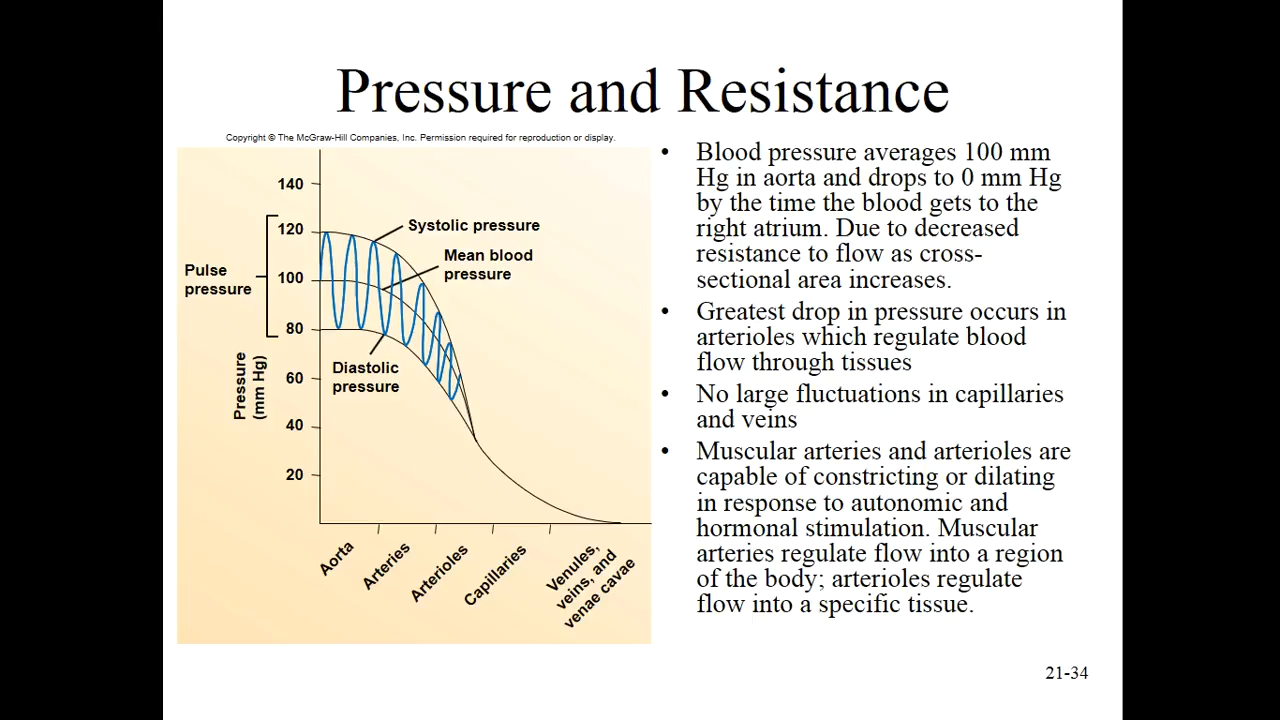 Pressure and Resistance
Copyright © The McGraw-Hill Companies, Inc. Permission required for reproduction or display.
140
120
100
80
60
40
20
Pulse
pressure
Pressure
(mm Hg)
Systolic pressure
Mean blood
pressure
Diastolic
pressure
Aorta
Arteries
Arterioles
Capillaries
Venules,
veins, and
venae cavae
• Blood pressure averages 100 mm
Hg in aorta and drops to 0 mm Hg
by the time the blood gets to the
right atrium. Due to decreased
resistance to flow as cross-
sectional area increases.
• Greatest drop in pressure occurs in
arterioles which regulate blood
flow through tissues
• No large fluctuations in capillaries
and veins
• Muscular arteries and arterioles are
capable of constricting or dilating
in response to autonomic and
hormonal stimulation. Muscular
arteries regulate flow into a region
of the body; arterioles regulate
flow into a specific tissue.
21-34